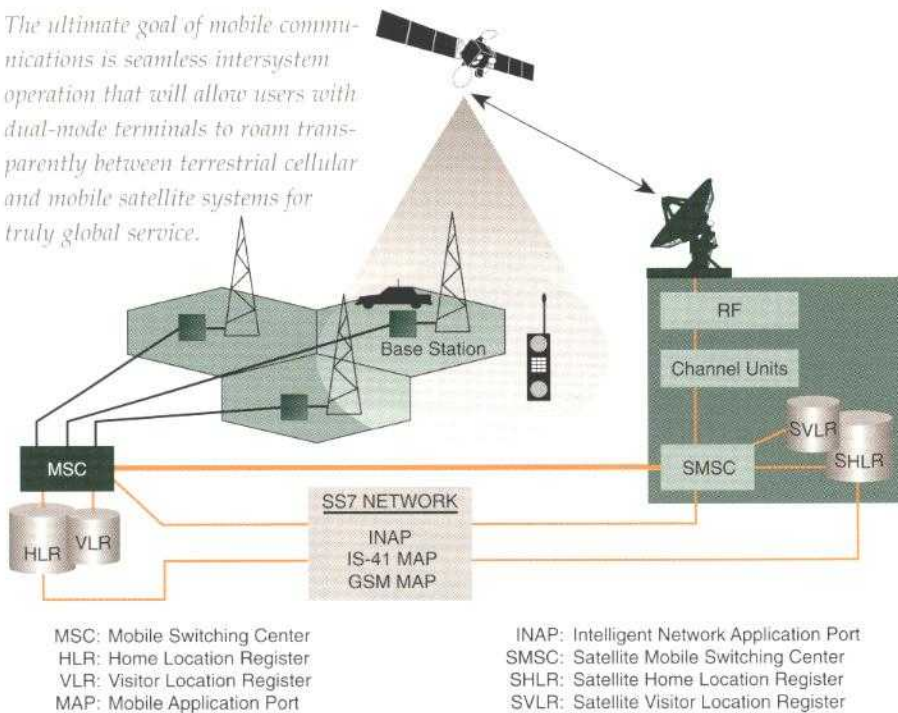 The ultimate goal of mobile commu-
nications is seamless intersystem
operation that will allow users with
dual-mode terminals to roam trans-
parently between terrestrial cellular
and mobile satellite systems for
truly global service.
RF
Base Station
Channel Units
SVLR
MSC
SMSC
SHLR
SS7 NETWORK
HLR
VLR
INAP
IS-41 MAP
GSM MAP
MSC: Mobile Switching Center
HLR: Home Location Register
VLR: Visitor Location Register
MAP: Mobile Application Port
INAP: Intelligent Network Application Port
SMSC: Satellite Mobile Switching Center
SHLR: Satellite Home Location Register
SVLR: Satellite Visitor Location Register